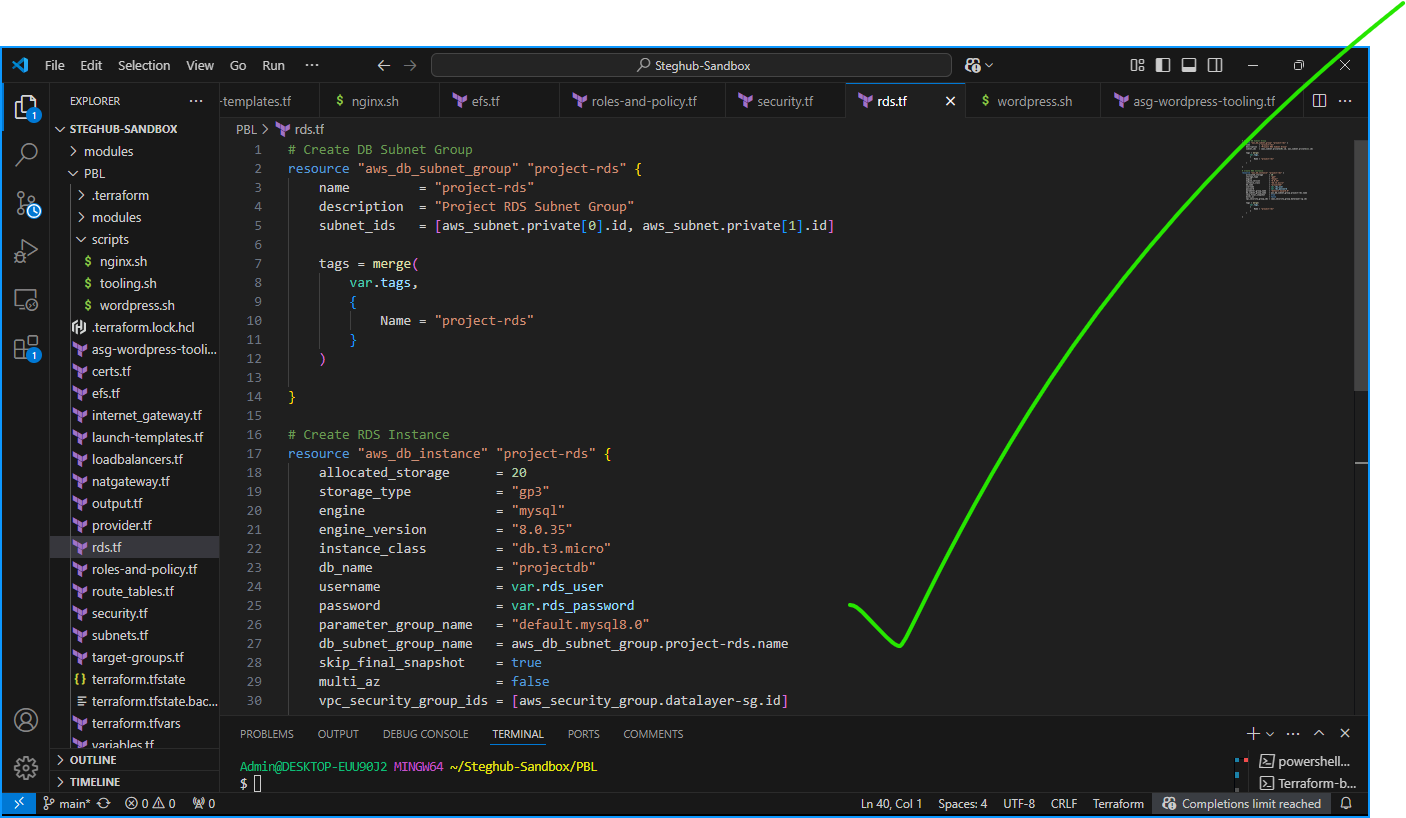 File Edit Selection View Go Run ··· Steghub-Sandbox
EXPLORER ···
-templates.tf $ nginx.sh efs.tf roles-and-policy.tf security.tf rds.tf $ wordpress.sh asg-wordpress-tooling.tf ···
STEGHUB-SANDBOX
modules
PBL
.terraform
modules
scripts
$ nginx.sh
$ tooling.sh
$ wordpress.sh
.terraform.lock.hcl
asg-wordpress-tooli...
certs.tf
efs.tf
internet_gateway.tf
launch-templates.tf
loadbalancers.tf
natgateway.tf
output.tf
provider.tf
rds.tf
roles-and-policy.tf
route_tables.tf
security.tf
subnets.tf
target-groups.tf
{} terraform.tfstate
terraform.tfstate.bac...
terraform.tfvars
variables.tf
OUTLINE
TIMELINE
1
1
PBL > rds.tf
1 # Create DB Subnet Group
2 resource "aws_db_subnet_group" "project-rds" {
3 name = "project-rds"
4 description = "Project RDS Subnet Group"
5 subnet_ids = [aws_subnet.private[0].id, aws_subnet.private[1].id]
6
7 tags = merge(
8 var.tags,
9 {
10 Name = "project-rds"
11 }
12 )
13
14 }
15
16 # Create RDS Instance
17 resource "aws_db_instance" "project-rds" {
18 allocated_storage = 20
19 storage_type = "gp3"
20 engine = "mysql"
21 engine_version = "8.0.35"
22 instance_class = "db.t3.micro"
23 db_name = "projectdb"
24 username = var.rds_user
25 password = var.rds_password
26 parameter_group_name = "default.mysql8.0"
27 db_subnet_group_name = aws_db_subnet_group.project-rds.name
28 skip_final_snapshot = true
29 multi_az = false
30 vpc_security_group_ids = [aws_security_group.datalayer-sg.id]
PROBLEMS OUTPUT DEBUG CONSOLE TERMINAL PORTS COMMENTS
Admin@DESKTOP-EUU90J2 MINGW64 ~/Steghub-Sandbox/PBL
$
powershell...
Terraform-b...
main* 0 0 0 Ln 40, Col 1 Spaces: 4 UTF-8 CRLF Terraform Completions limit reached